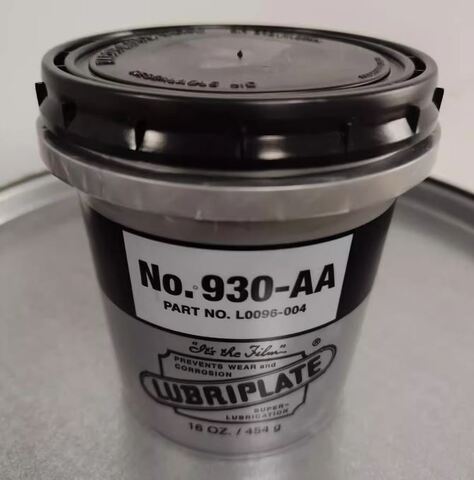 No. 930-AA
PART NO. L0096-004
"It's the Film"
PREVENTS WEAR and
CORROSION
LUBRIPLATE®
SUPER-
LUBRICATION
16 OZ. / 454 g